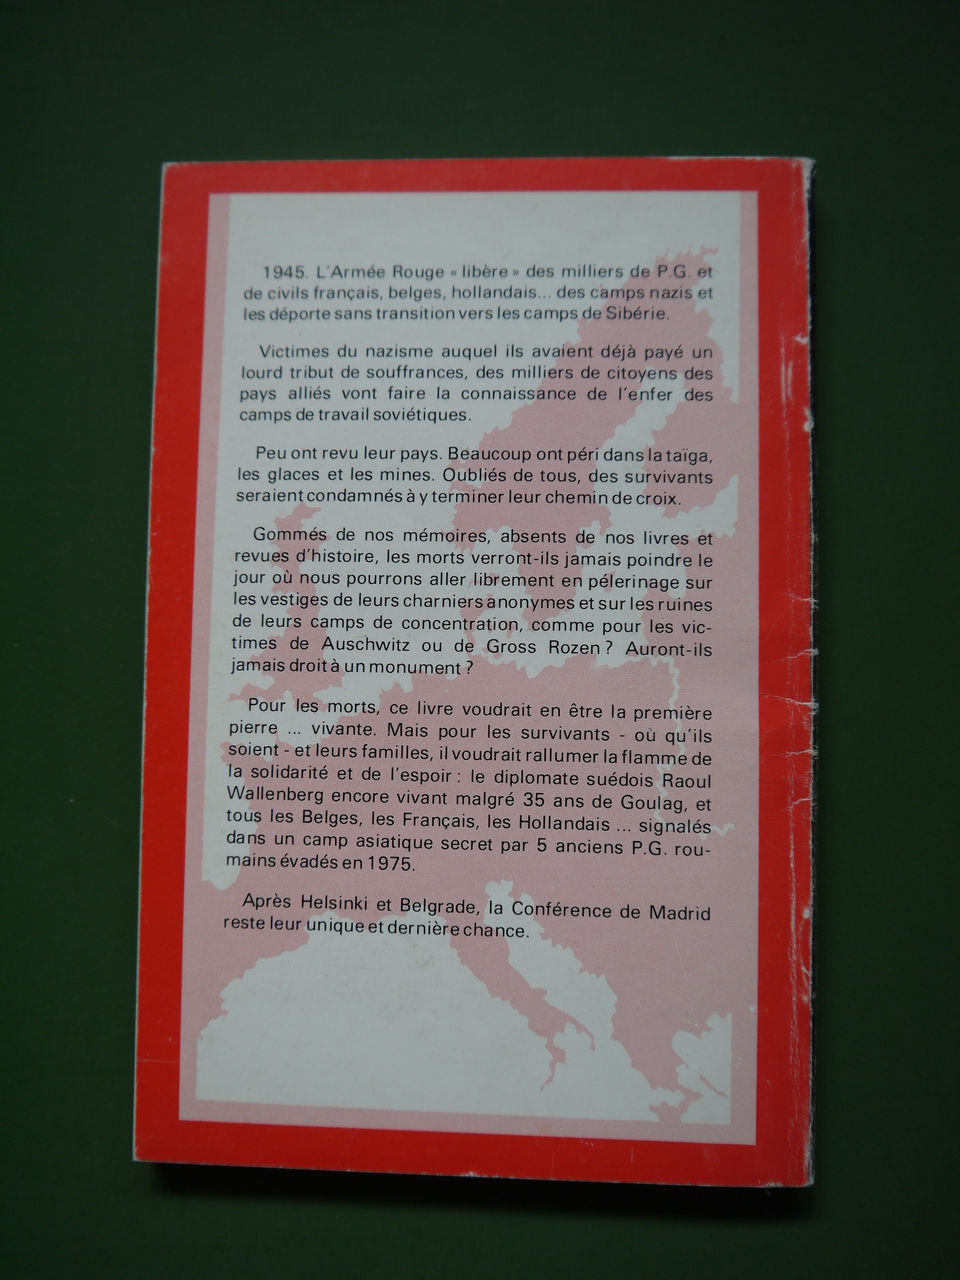 1945. L'Armée Rouge « libère » des milliers de P.G. et
de civils français, belges, hollandais... des camps nazis et
les déporte sans transition vers les camps de Sibérie.
Victimes du nazisme auquel ils avaient déjà payé un
lourd tribut de souffrances, des milliers de citoyens des
pays alliés vont faire la connaissance de l'enfer des
camps de travail soviétiques.
Peu ont revu leur pays. Beaucoup ont péri dans la taïga,
les glaces et les mines. Oubliés de tous, des survivants
seraient condamnés à y terminer leur chemin de croix.
Gommés de nos mémoires, absents de nos livres et
revues d'histoire, les morts verront-ils jamais poindre le
jour où nous pourrons aller librement en pélerinage sur
les vestiges de leurs charniers anonymes et sur les ruines
de leurs camps de concentration, comme pour les vic-
times de Auschwitz ou de Gross Rozen ? Auront-ils
jamais droit à un monument ?
Pour les morts, ce livre voudrait en être la première
pierre ... vivante. Mais pour les survivants - où qu'ils
soient - et leurs familles, il voudrait rallumer la flamme de
la solidarité et de l'espoir : le diplomate suédois Raoul
Wallenberg encore vivant malgré 35 ans de Goulag, et
tous les Belges, les Français, les Hollandais ... signalés
dans un camp asiatique secret par 5 anciens P.G. rou-
mains évadés en 1975.
Après Helsinki et Belgrade, la Conférence de Madrid
reste leur unique et dernière chance.